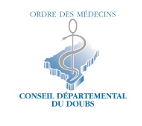 ORDRE DES MÉDECINS
CONSEIL DÉPARTEMENTAL
DU DOUBS